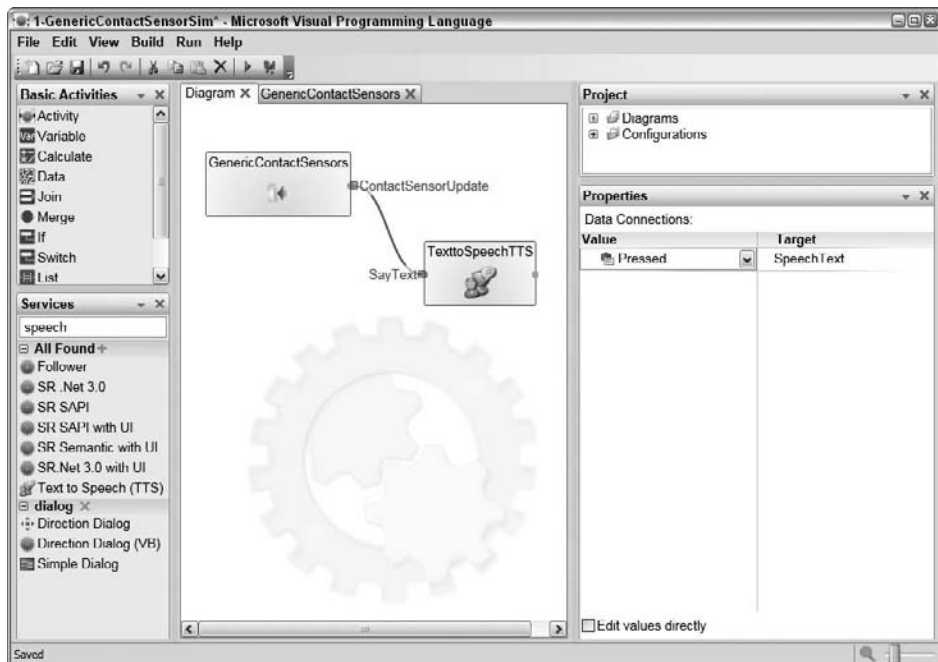 1-GenericContactSensorSim* - Microsoft Visual Programming Language
File Edit View Build Run Help
Basic Activities
Activity
Variable
Calculate
Data
Join
Merge
If
Switch
List
Services
speech
All Found
Follower
SR .Net 3.0
SR SAPI
SR SAPI with UI
SR Semantic with UI
SR.Net 3.0 with UI
Text to Speech (TTS)
dialog
Direction Dialog
Direction Dialog (VB)
Simple Dialog
Diagram GenericContactSensors
GenericContactSensors
ContactSensorUpdate
TexttoSpeechTTS
SayText
Project
Diagrams
Configurations
Properties
Data Connections:
Value Target
Pressed SpeechText
Edit values directly
Saved